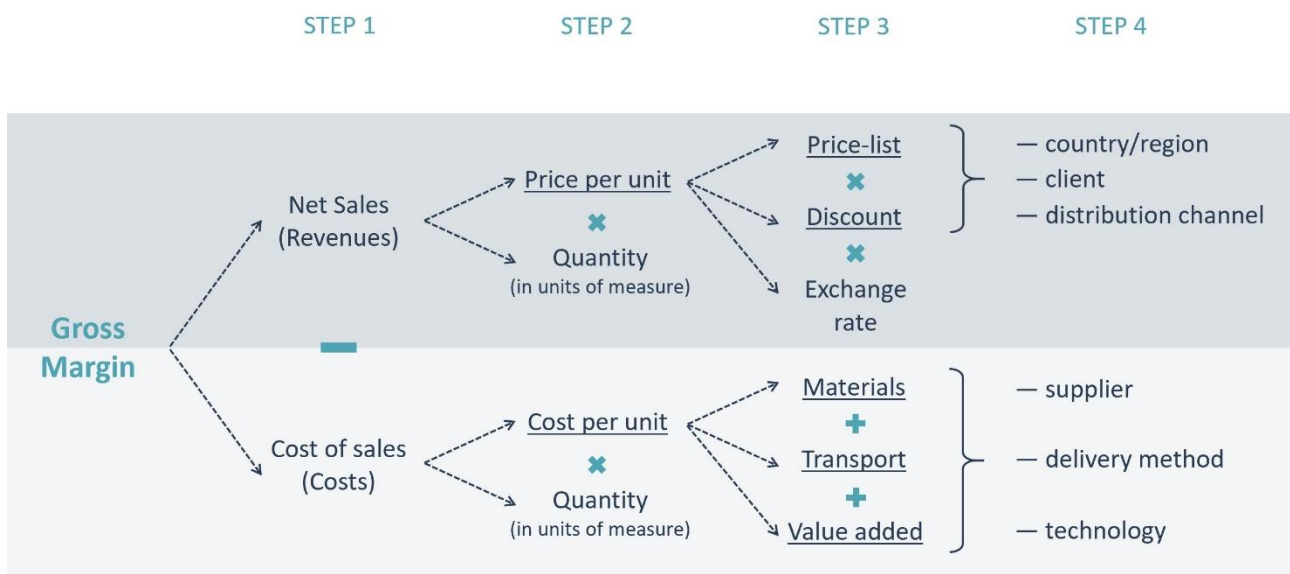 STEP 1
STEP 2
STEP 3
STEP 4
Gross
Margin
Net Sales
(Revenues)
Price per unit
×
Quantity
(in units of measure)
Price-list
×
Discount
×
Exchange
rate
— country/region
— client
— distribution channel
–
Cost of sales
(Costs)
Cost per unit
×
Quantity
(in units of measure)
Materials
+
Transport
+
Value added
— supplier
— delivery method
— technology